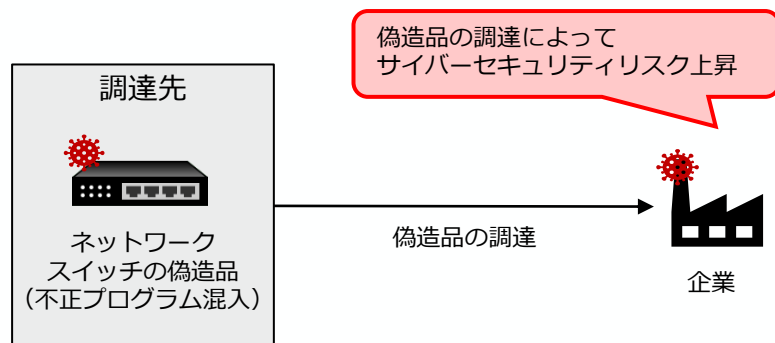 偽造品の調達によって
サイバーセキュリティリスク上昇
調達先
ネットワーク
スイッチの偽造品
（不正プログラム混入）
偽造品の調達
企業